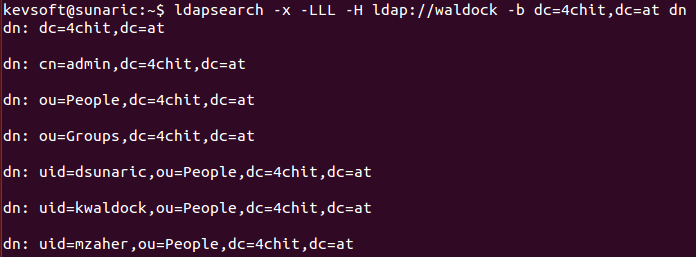 kevsoft@sunaric:~$ ldapsearch -x -LLL -H ldap://waldock -b dc=4chit,dc=at dn
dn: dc=4chit,dc=at
dn: cn=admin,dc=4chit,dc=at
dn: ou=People,dc=4chit,dc=at
dn: ou=Groups,dc=4chit,dc=at
dn: uid=dsunaric,ou=People,dc=4chit,dc=at
dn: uid=kwaldock,ou=People,dc=4chit,dc=at
dn: uid=mzaher,ou=People,dc=4chit,dc=at